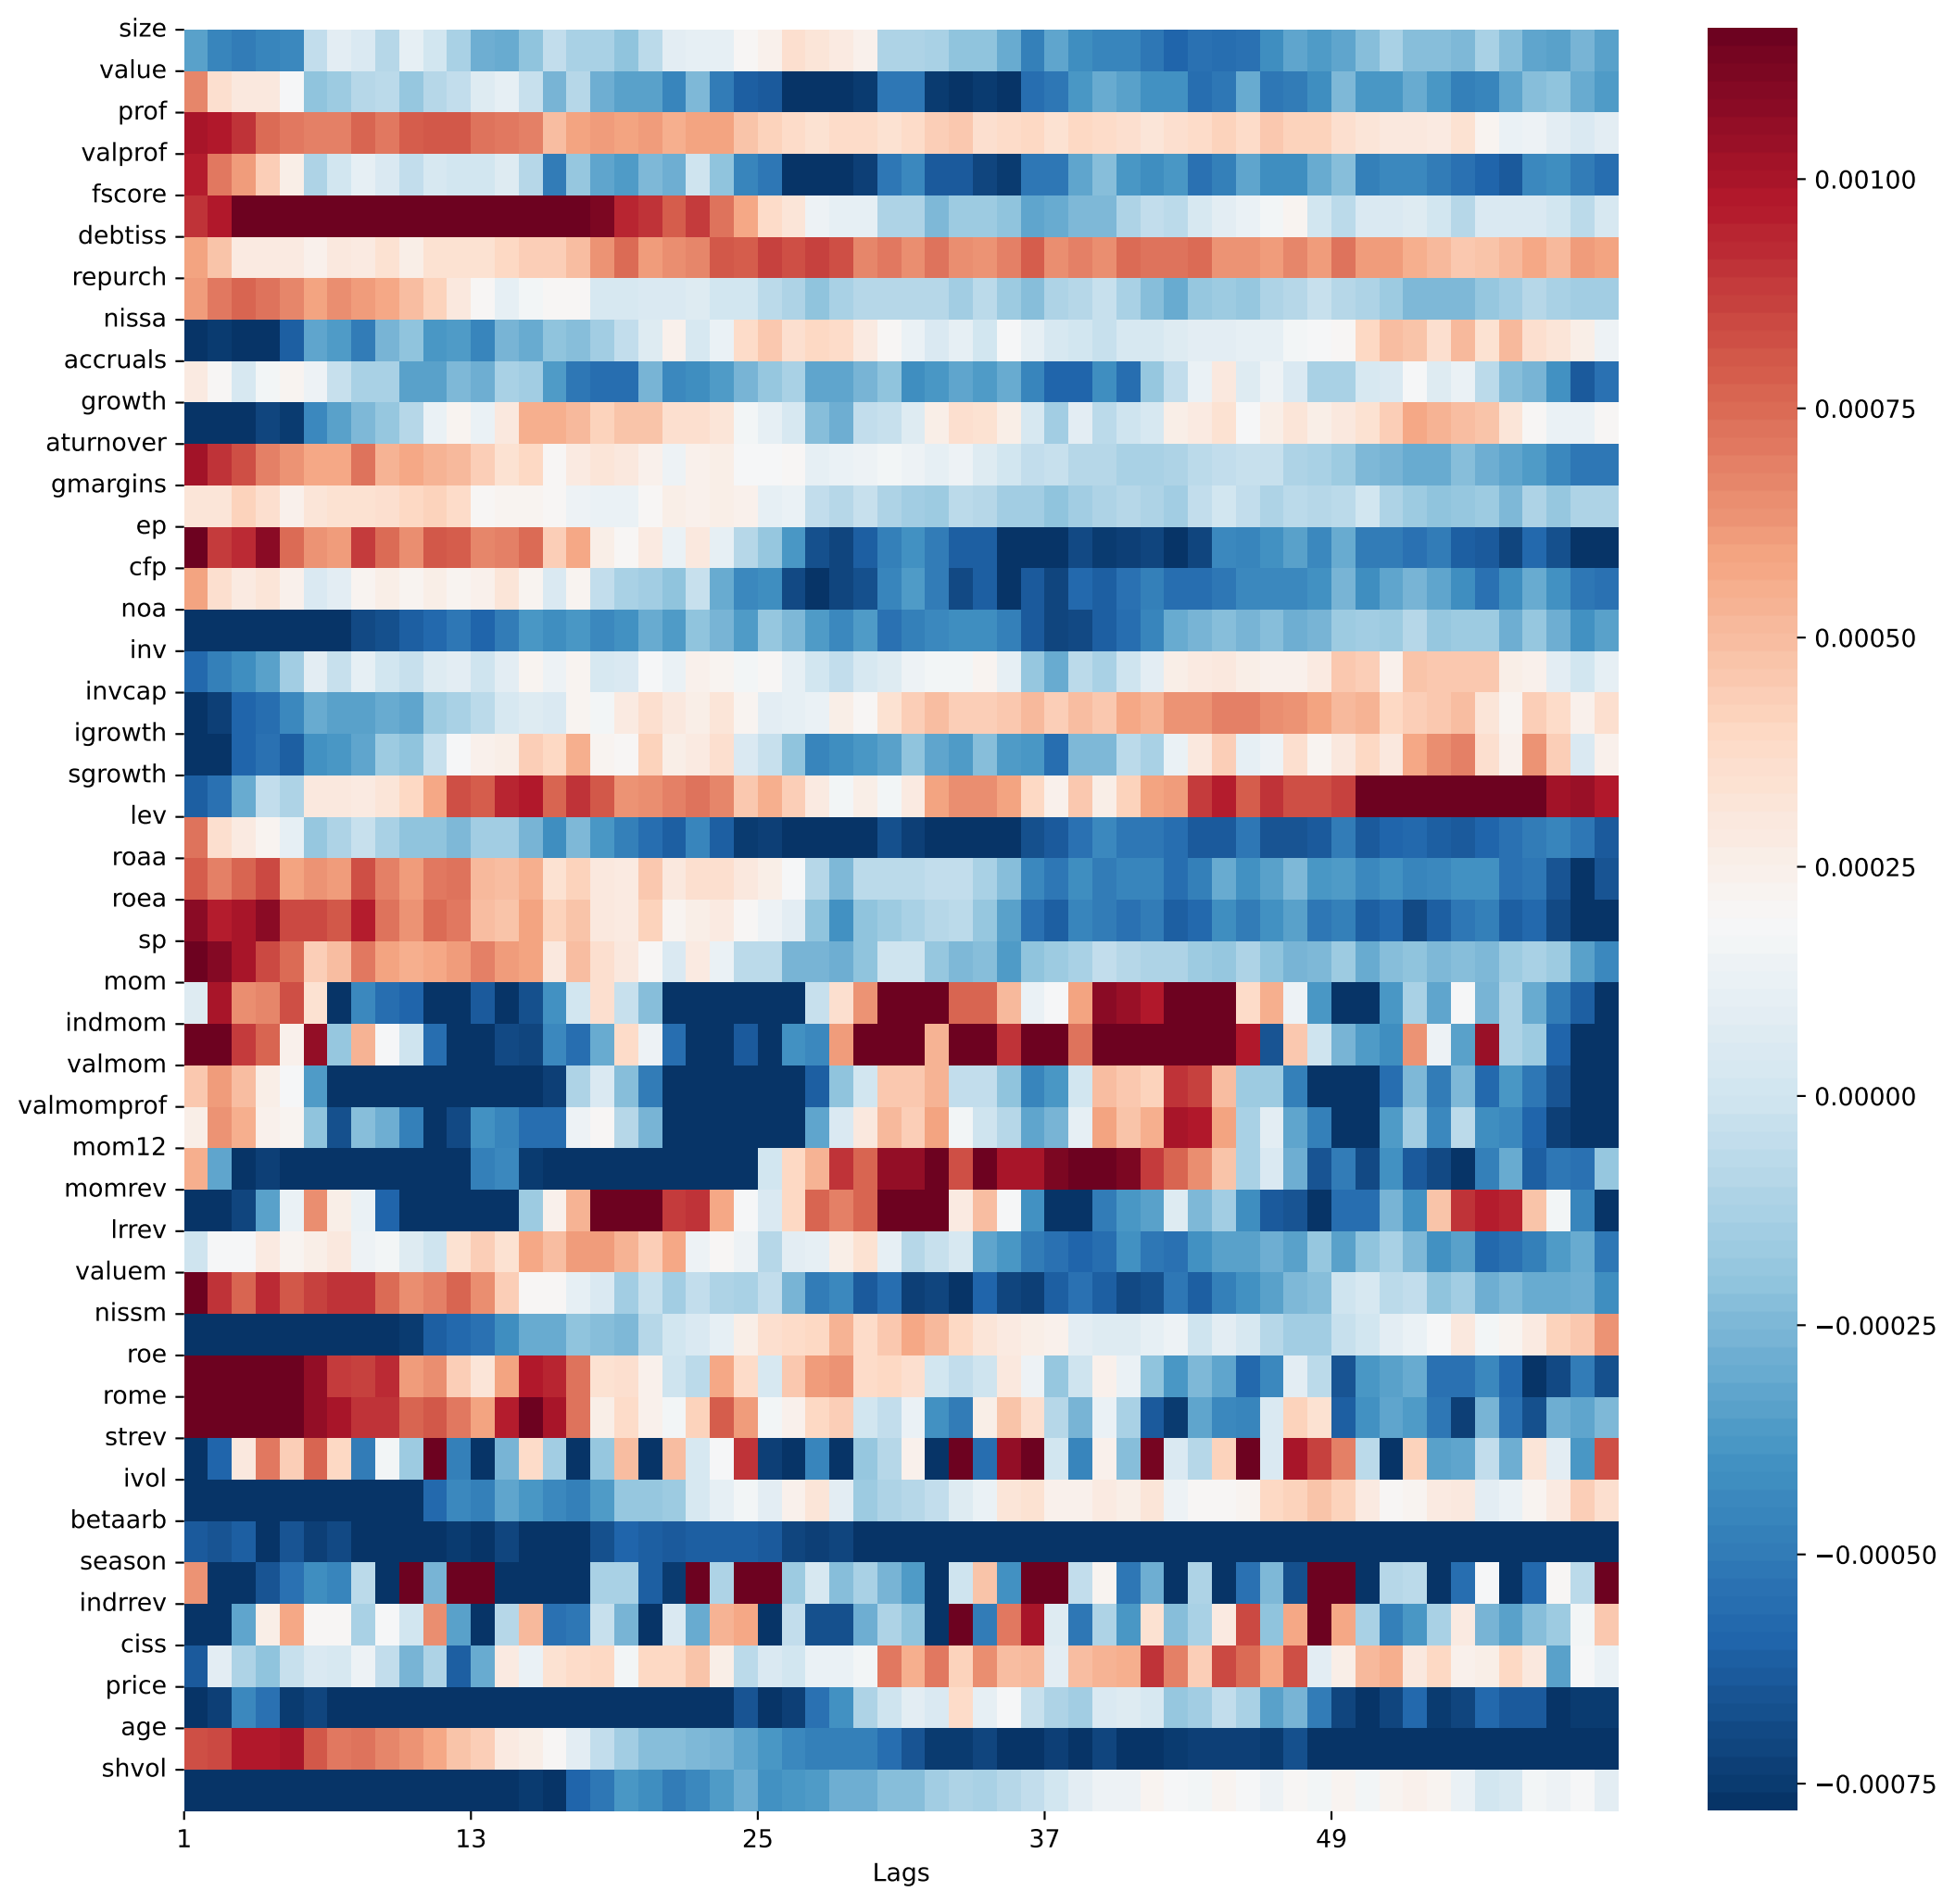 size
value
prof
valprof
fscore
debtiss
repurch
nissa
accruals
growth
aturnover
gmargins
ep
cfp
noa
inv
invcap
igrowth
sgrowth
lev
roaa
roea
sp
mom
indmom
valmom
valmomprof
mom12
momrev
lrrev
valuem
nissm
roe
rome
strev
ivol
betaarb
season
indrrev
ciss
price
age
shvol
1 13 25 37 49
Lags
0.00100
0.00075
0.00050
0.00025
0.00000
−0.00025
−0.00050
−0.00075